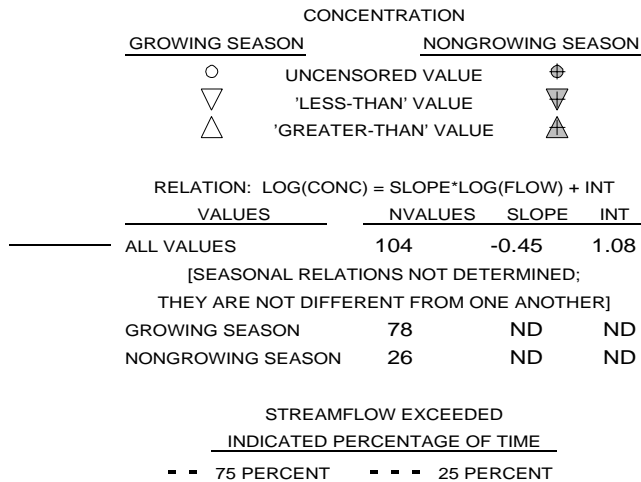 CONCENTRATION
GROWING SEASON NONGROWING SEASON
UNCENSORED VALUE
'LESS-THAN' VALUE
'GREATER-THAN' VALUE
RELATION: LOG(CONC) = SLOPE*LOG(FLOW) + INT
VALUES NVALUES SLOPE INT
ALL VALUES 104 -0.45 1.08
[SEASONAL RELATIONS NOT DETERMINED;
THEY ARE NOT DIFFERENT FROM ONE ANOTHER]
GROWING SEASON 78 ND ND
NONGROWING SEASON 26 ND ND
STREAMFLOW EXCEEDED
INDICATED PERCENTAGE OF TIME
75 PERCENT 25 PERCENT